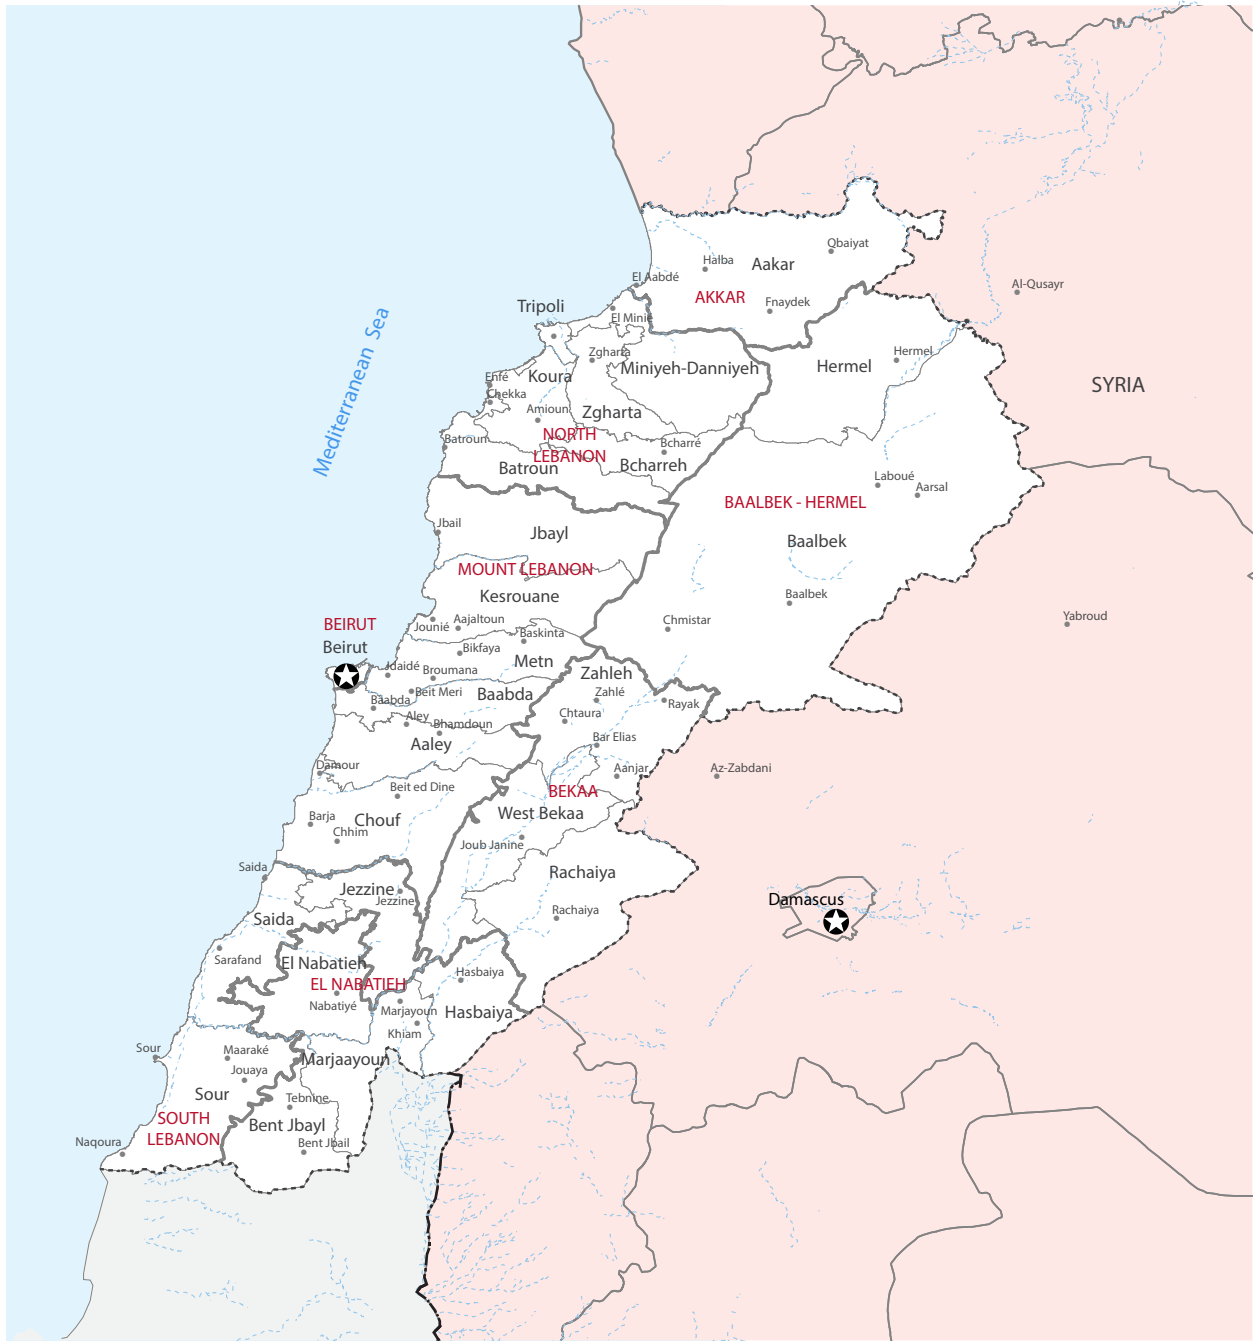 Qbaiyat
Halba
Aakar
El Aabdé
Al-Qusayr
AKKAR
Tripoli
Fnaydek
El Minié
Zgharta
Hermel
Miniyeh-Danniyeh
Hermel
Enfé
Koura
SYRIA
Chekka
Mediterranean Sea
Amioun
Zgharta
NORTH
LEBANON
Batroun
Bcharré
Batroun
Bcharreh
Laboué
Aarsal
BAALBEK - HERMEL
Jbail
Jbayl
Baalbek
MOUNT LEBANON
Kesrouane
Baalbek
Yabroud
BEIRUT
Beirut
Jounié
Aajaltoun
Chmistar
Baskinta
Bikfaya
Metn
Jdaidé
Broumana
Zahleh
Beit Meri
Baabda
Zahlé
Baabda
Rayak
Aley
Bhamdoun
Chtaura
Aaley
Bar Elias
Damour
Aanjar
Az-Zabdani
Beit ed Dine
BEKAA
Barja
Chouf
West Bekaa
Chhim
Joub Janine
Saida
Rachaiya
Jezzine
Jezzine
Damascus
Saida
Rachaiya
Sarafand
El Nabatieh
Hasbaiya
EL NABATIEH
Nabatiyé
Marjayoun
Hasbaiya
Khiam
Sour
Maaraké
Marjaayoun
Jouaya
Sour
Tebnine
SOUTH
LEBANON
Bent Jbayl
Naqoura
Bent Jbail